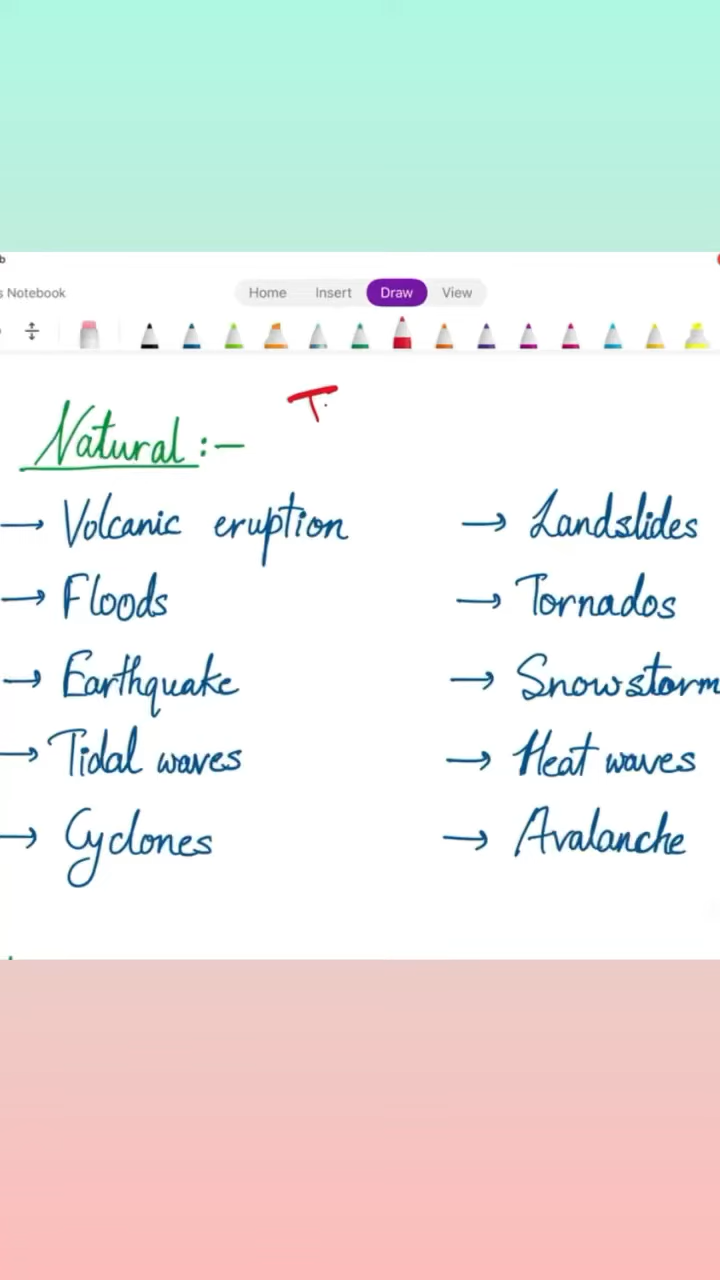 b
s Notebook Home Insert Draw View
T
Natural :-
→ Volcanic eruption → Landslides
→ Floods → Tornados
→ Earthquake → Snowstorm
→ Tidal waves → Heat waves
→ Cyclones → Avalanche